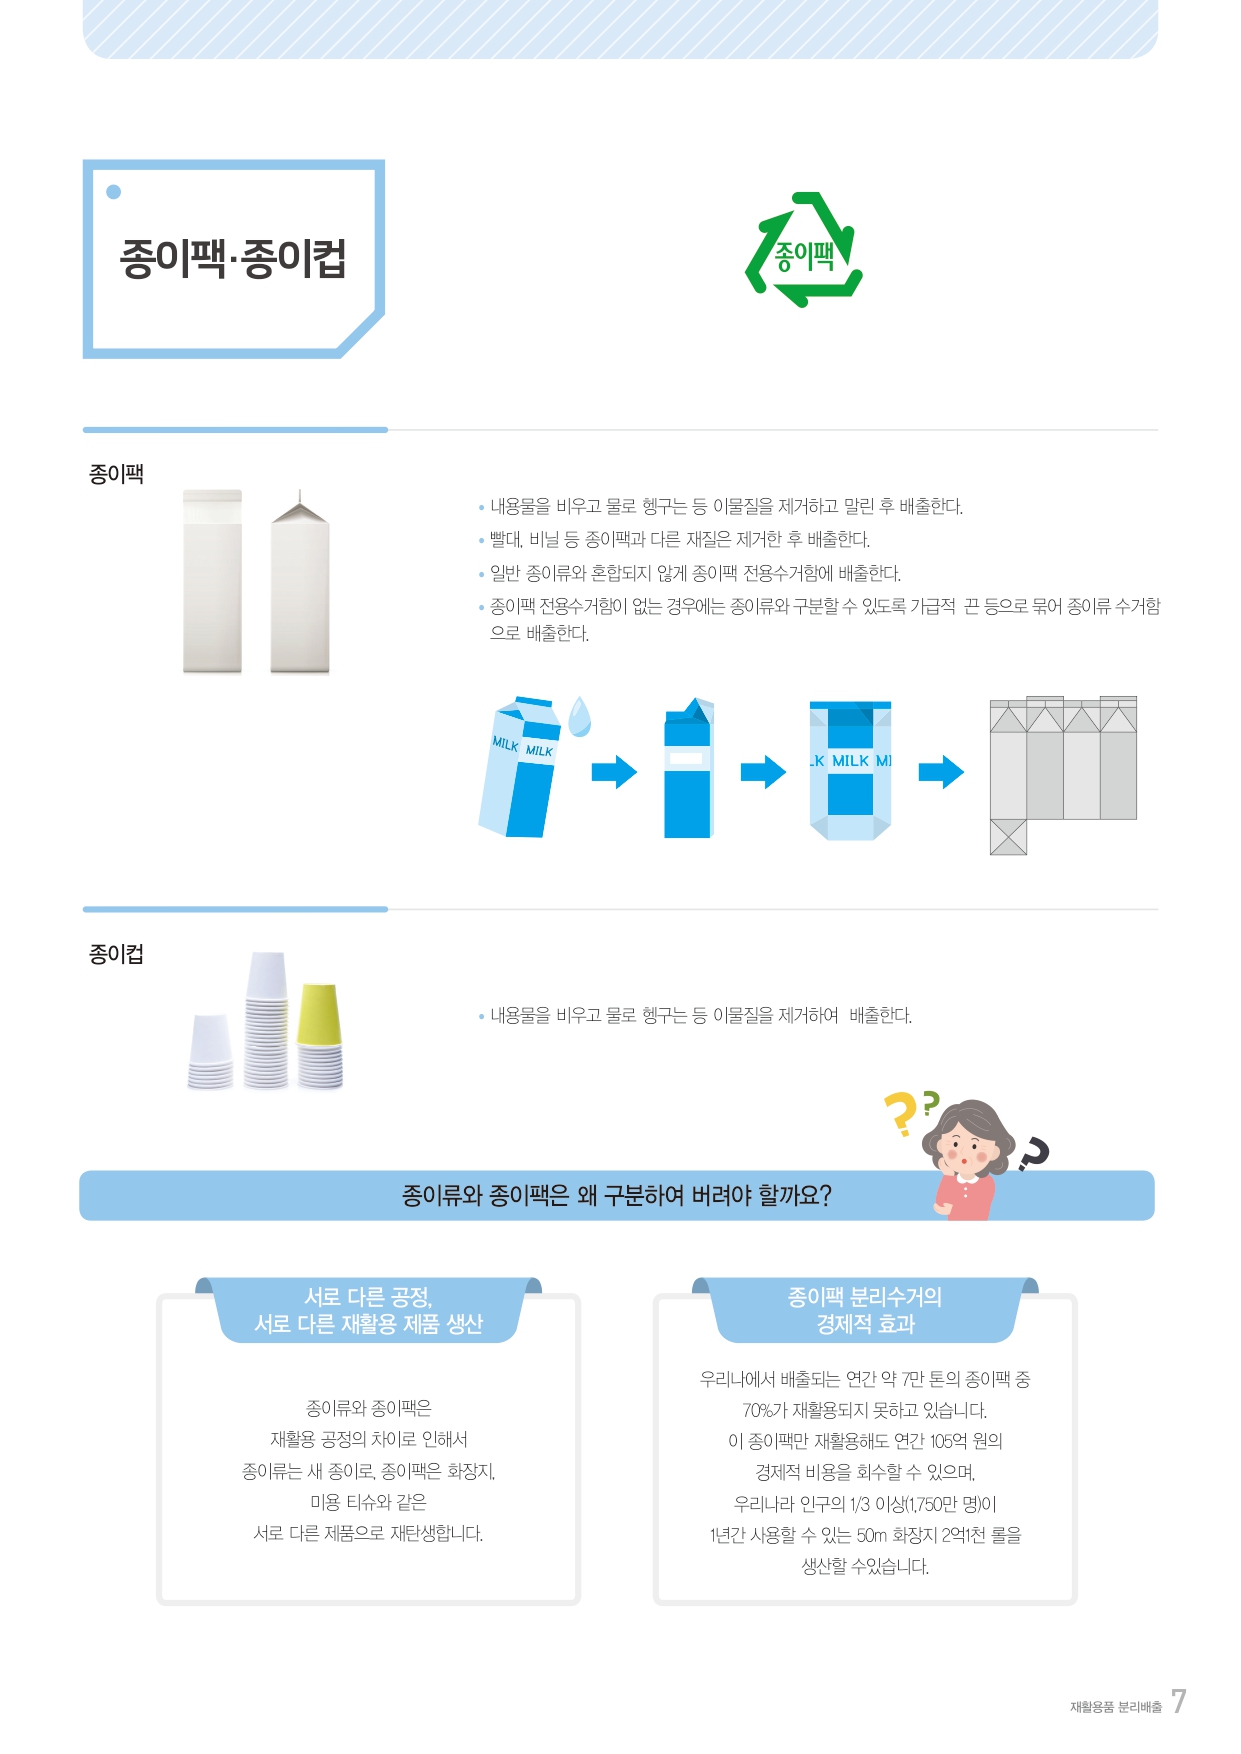 종이팩·종이컵
종이팩
종이팩
• 내용물을 비우고 물로 헹구는 등 이물질을 제거하고 말린 후 배출한다.
• 빨대, 비닐 등 종이팩과 다른 재질은 제거한 후 배출한다.
• 일반 종이류와 혼합되지 않게 종이팩 전용수거함에 배출한다.
• 종이팩 전용수거함이 없는 경우에는 종이류와 구분할 수 있도록 가급적 끈 등으로 묶어 종이류 수거함
으로 배출한다.
MILK MILK
LK MILK MI
종이컵
• 내용물을 비우고 물로 헹구는 등 이물질을 제거하여 배출한다.
? ? ?
종이류와 종이팩은 왜 구분하여 버려야 할까요?
서로 다른 공정,
서로 다른 재활용 제품 생산
종이류와 종이팩은
재활용 공정의 차이로 인해서
종이류는 새 종이로, 종이팩은 화장지,
미용 티슈와 같은
서로 다른 제품으로 재탄생합니다.
종이팩 분리수거의
경제적 효과
우리나에서 배출되는 연간 약 7만 톤의 종이팩 중
70%가 재활용되지 못하고 있습니다.
이 종이팩만 재활용해도 연간 105억 원의
경제적 비용을 회수할 수 있으며,
우리나라 인구의 1/3 이상(1,750만 명)이
1년간 사용할 수 있는 50m 화장지 2억1천 롤을
생산할 수있습니다.
재활용품 분리배출 7